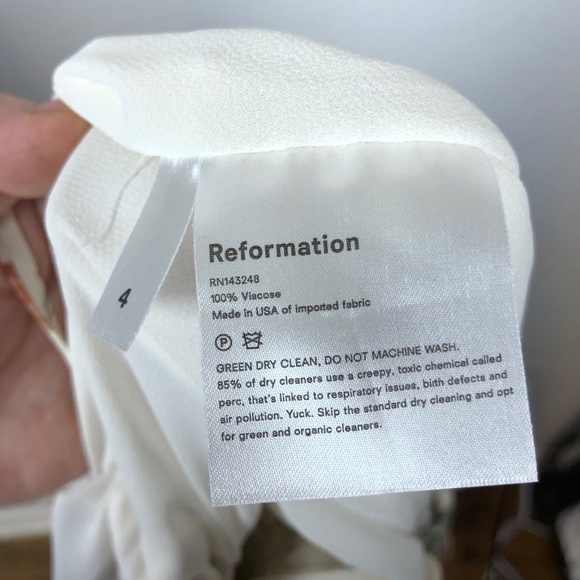 Reformation
RN143248
100% Viscose
Made in USA of imported fabric
P
GREEN DRY CLEAN, DO NOT MACHINE WASH.
85% of dry cleaners use a creepy, toxic chemical called
perc, that's linked to respiratory issues, birth defects and
air pollution. Yuck. Skip the standard dry cleaning and opt
for green and organic cleaners.
4